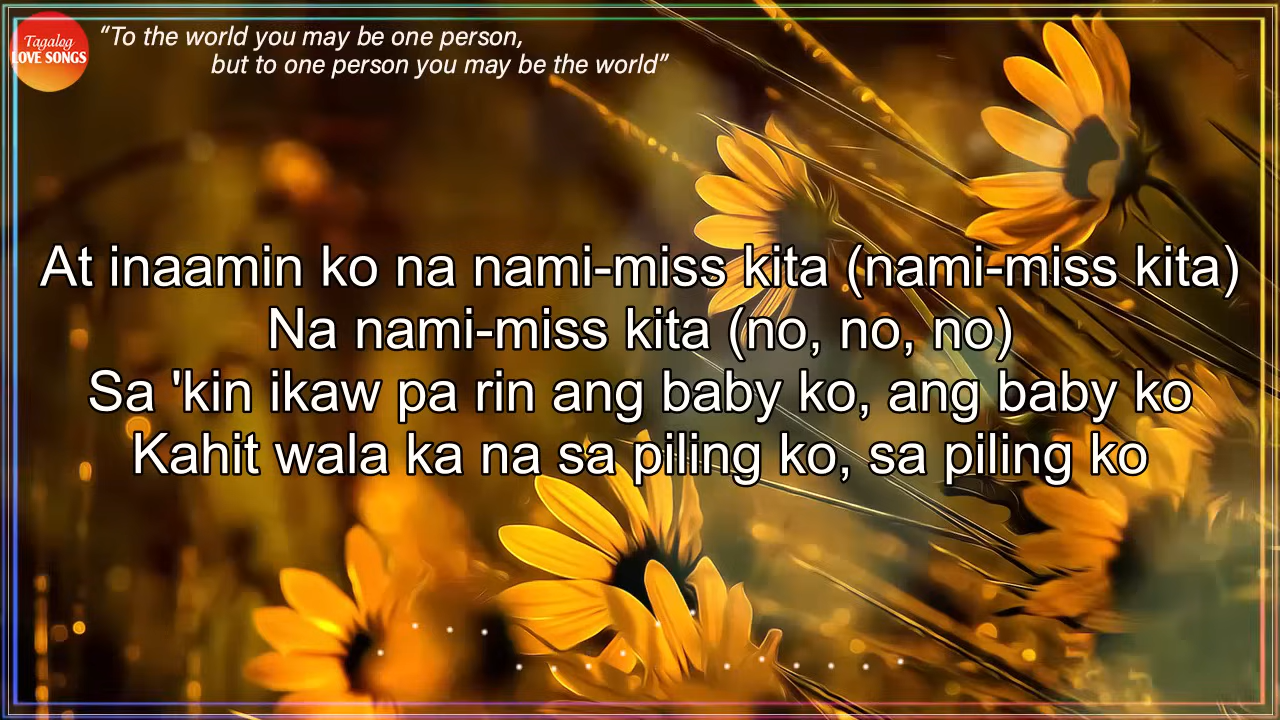 Tagalog
LOVE SONGS
“To the world you may be one person,
but to one person you may be the world”
At inaamin ko na nami-miss kita (nami-miss kita)
Na nami-miss kita (no, no, no)
Sa 'kin ikaw pa rin ang baby ko, ang baby ko
Kahit wala ka na sa piling ko, sa piling ko